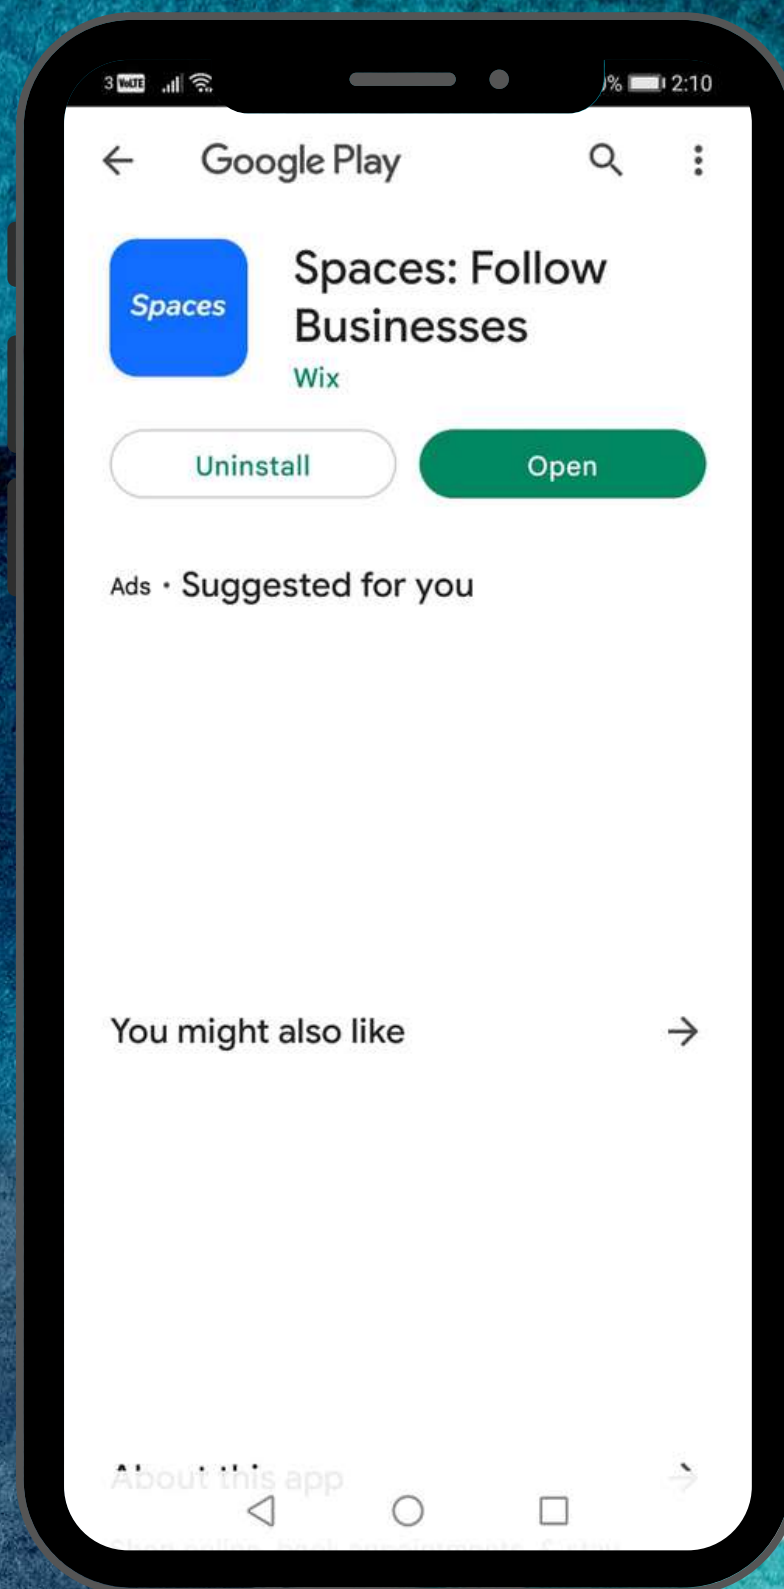 3 VoLTE % 2:10
Google Play
Spaces
Spaces: Follow
Businesses
Wix
Uninstall Open
Ads • Suggested for you
You might also like
About this app